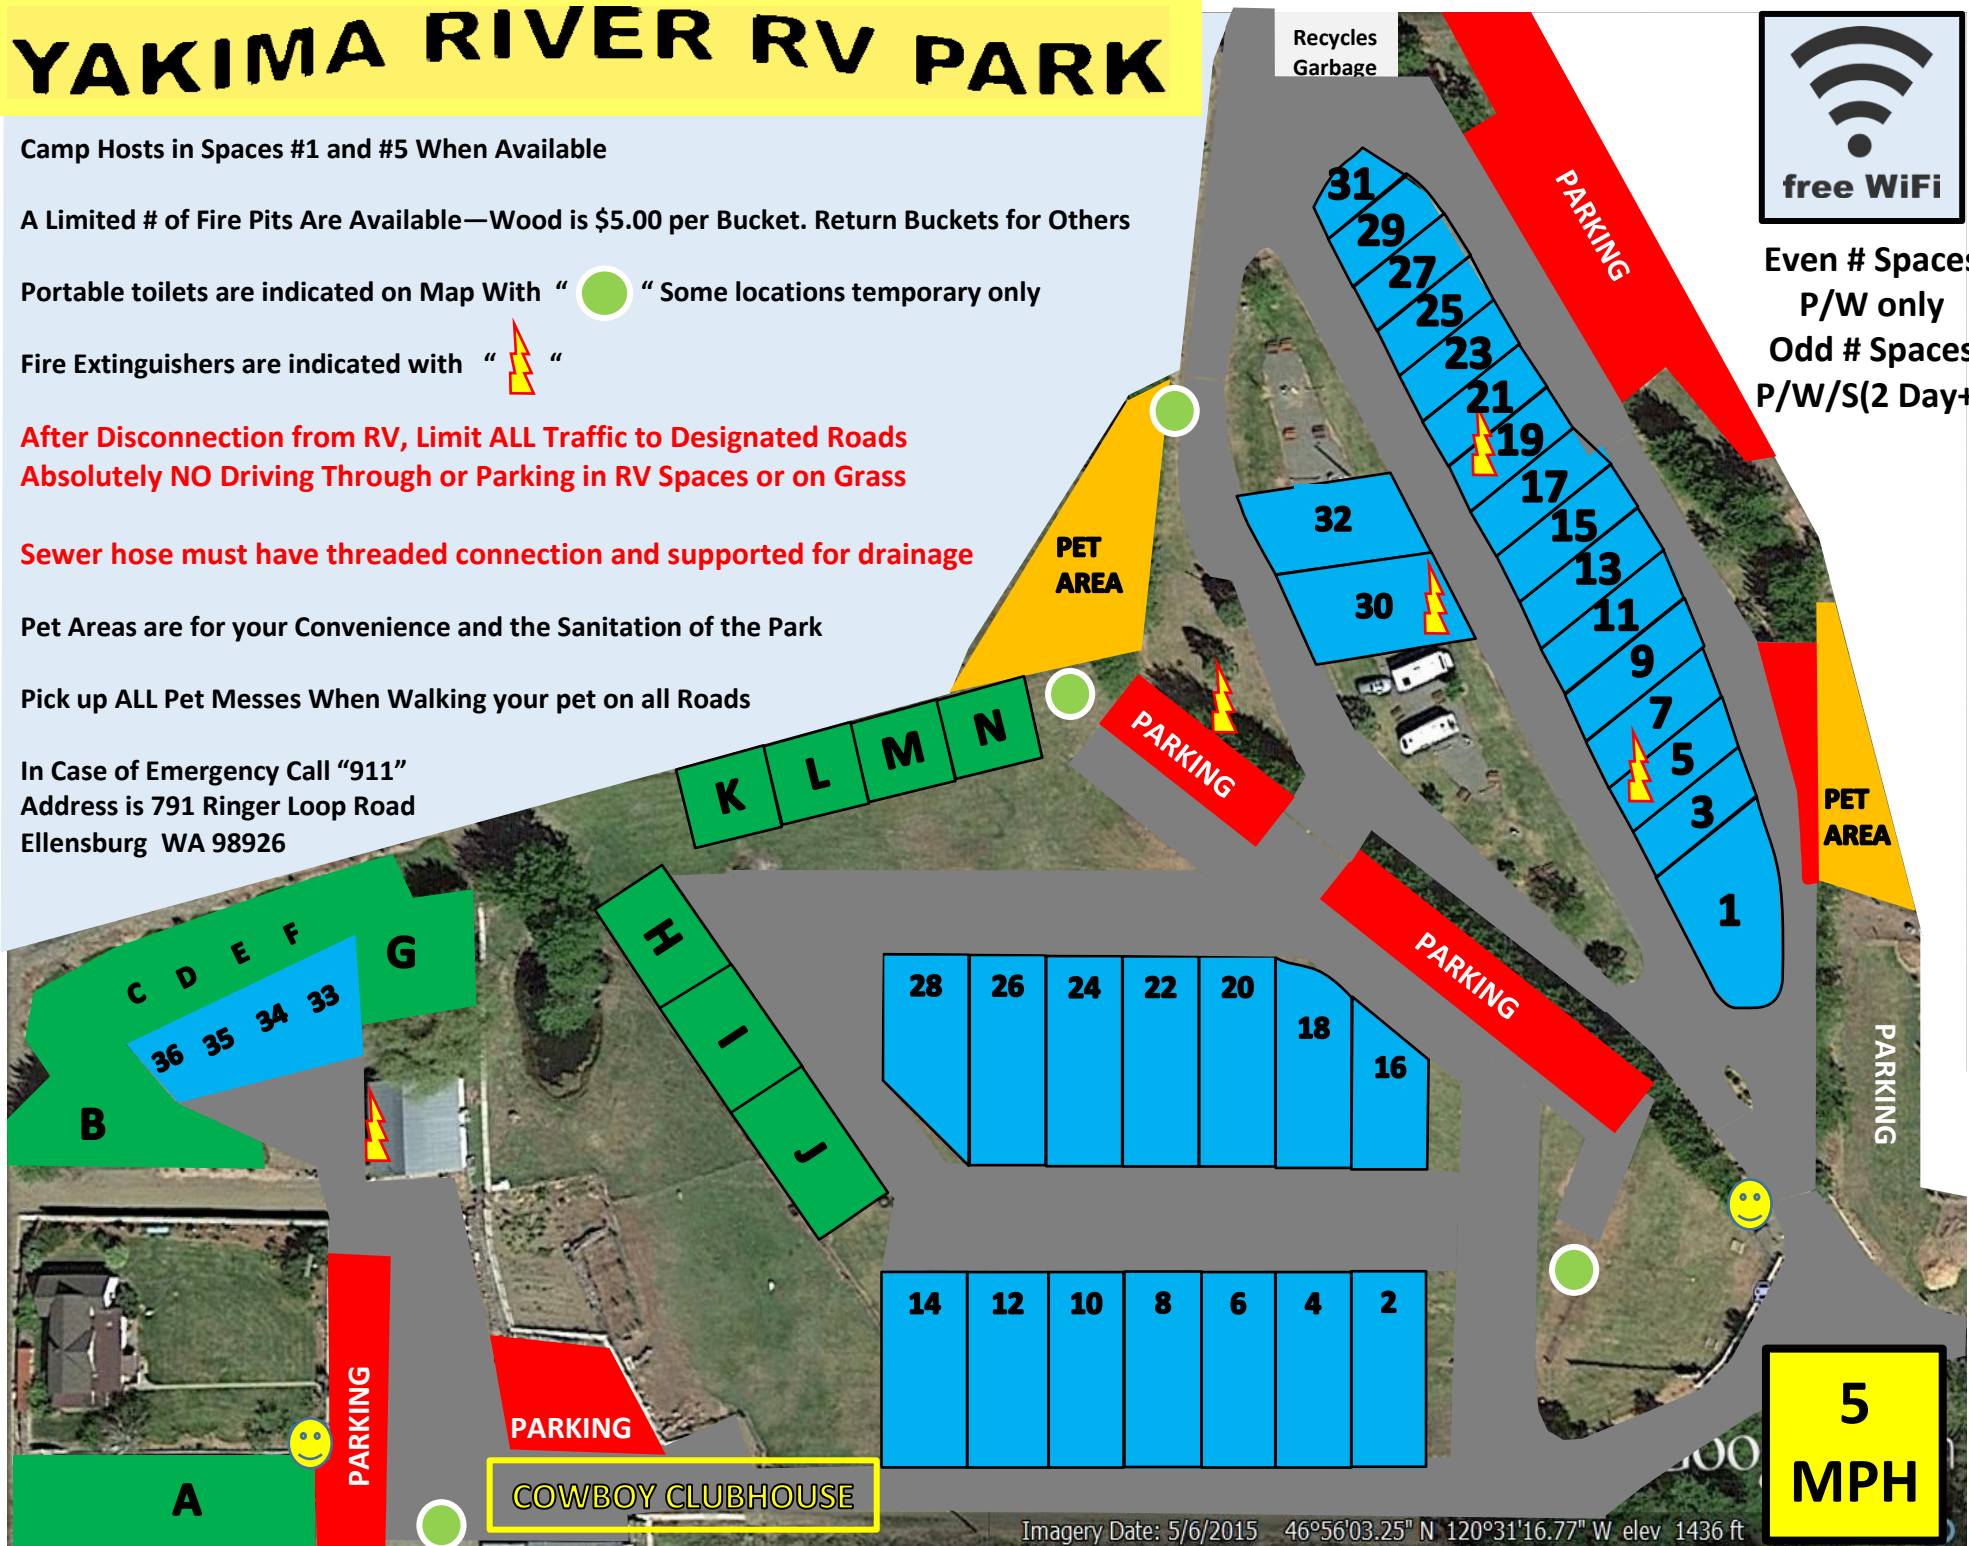 YAKIMA RIVER RV PARK
Camp Hosts in Spaces #1 and #5 When Available
A Limited # of Fire Pits Are Available—Wood is $5.00 per Bucket. Return Buckets for Others
Portable toilets are indicated on Map With “ “ Some locations temporary only
Fire Extinguishers are indicated with “ “
After Disconnection from RV, Limit ALL Traffic to Designated Roads
Absolutely NO Driving Through or Parking in RV Spaces or on Grass
Sewer hose must have threaded connection and supported for drainage
Pet Areas are for your Convenience and the Sanitation of the Park
Pick up ALL Pet Messes When Walking your pet on all Roads
In Case of Emergency Call “911”
Address is 791 Ringer Loop Road
Ellensburg WA 98926
Recycles
Garbage
free WiFi
Even # Spaces
P/W only
Odd # Spaces
P/W/S(2 Day+
PARKING
31
29
27
25
23
21
19
17
15
13
11
9
7
5
3
1
32
30
PET
AREA
PET
AREA
PARKING
PARKING
PARKING
K
L
M
N
H
I
J
C
D
E
F
G
36
35
34
33
B
28
26
24
22
20
18
16
14
12
10
8
6
4
2
PARKING
PARKING
A
COWBOY CLUBHOUSE
5
MPH
Imagery Date: 5/6/2015 46°56'03.25" N 120°31'16.77" W elev 1436 ft